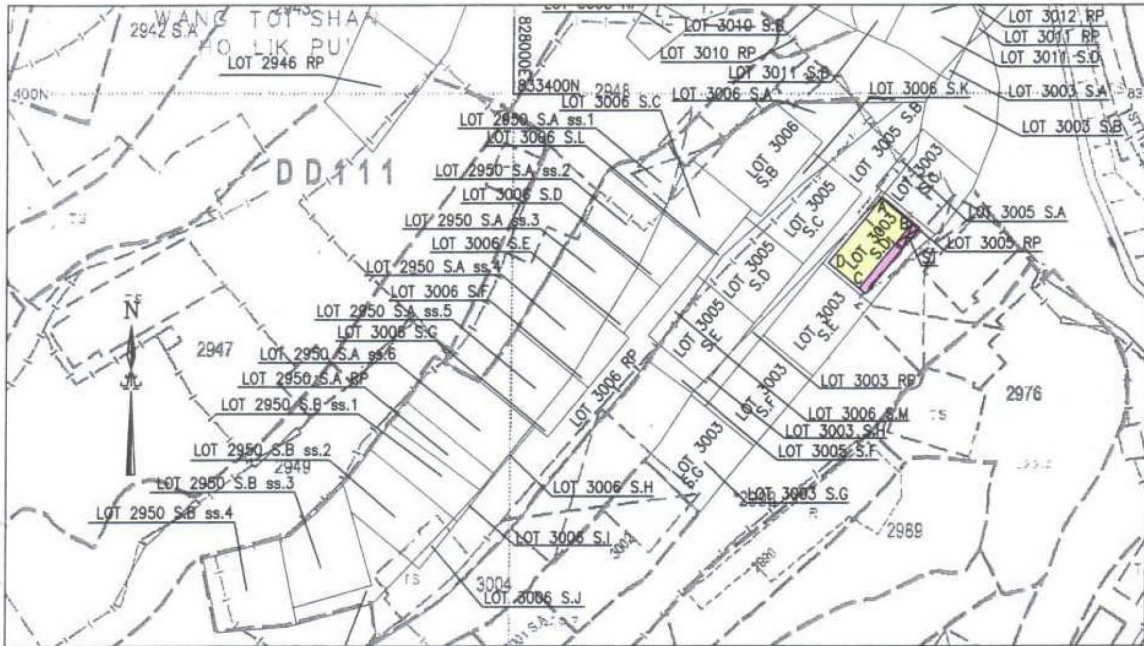 WANG TOI SHAN
HO LIK PUI
2942 S.A
2943
LOT 2946 RP
400N
DD111
TS
N
2947
2949
828000E
833400N
2948
LOT 3010 S.B
LOT 3010 RP
LOT 3011 S.B
LOT 3012 RP
LOT 3011 RP
LOT 3011 S.D
LOT 3003 S.A
LOT 3003 S.B
LOT 3006 S.K
LOT 3006 S.A
LOT 3006 S.C
LOT 2950 S.A ss.1
LOT 3006 S.L
LOT 2950 S.A ss.2
LOT 3006 S.D
LOT 2950 S.A ss.3
LOT 3006 S.E
LOT 2950 S.A ss.4
LOT 3006 S.F
LOT 2950 S.A ss.5
LOT 3006 S.G
LOT 2950 S.A ss.6
LOT 2950 S.A RP
LOT 2950 S.B ss.1
LOT 2950 S.B ss.2
LOT 2950 S.B ss.3
LOT 2950 S.B ss.4
LOT 3006 S.B
LOT 3005 S.B
LOT 3005 S.C
LOT 3005 S.D
LOT 3005 S.E
LOT 3003 S.C
LOT 3005 S.A
LOT 3005 RP
A
B
C
D
LOT 3003 S.D
LOT 3003 S.E
LOT 3003 S.F
LOT 3003 S.G
LOT 3006 RP
LOT 3003 RP
LOT 3006 S.M
LOT 3003 S.H
LOT 3005 S.F
LOT 3003 S.G
LOT 3006 S.H
LOT 3006 S.I
LOT 3006 S.J
3004
3002
2976
TS
2989
2990
TS